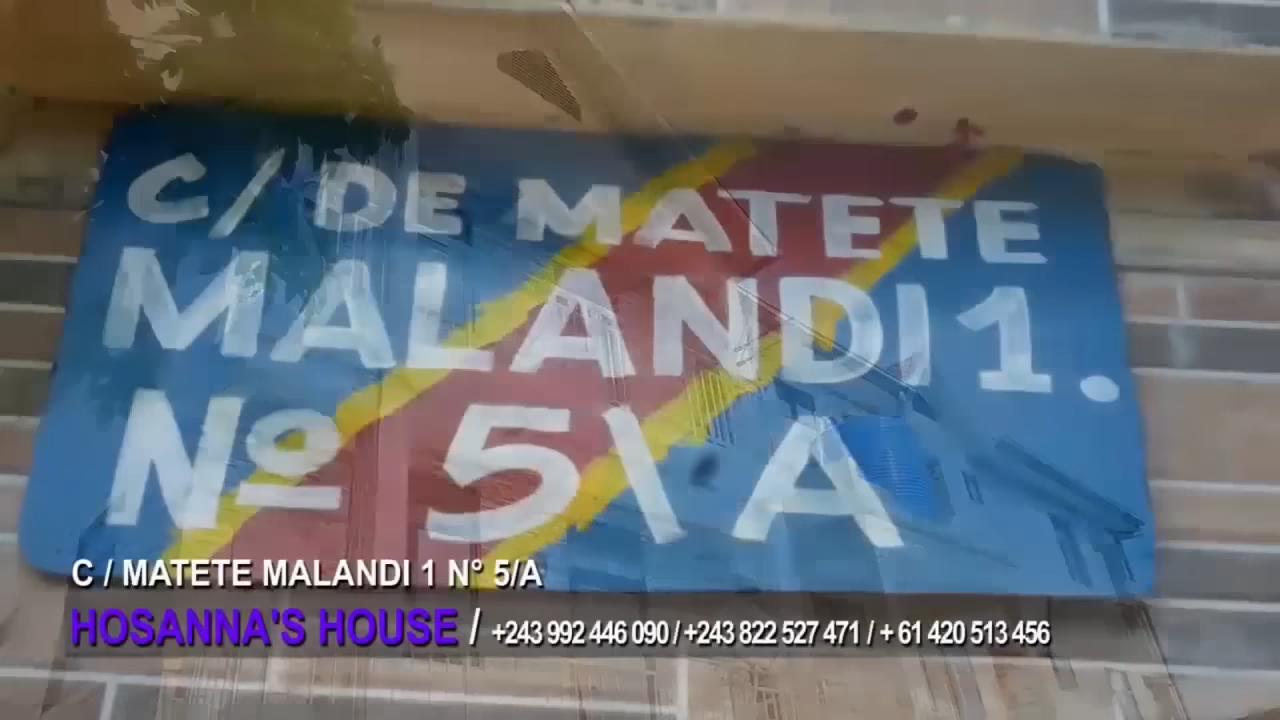 C/DE MATETE
MALANDI 1.
Nº 5\A
C / MATETE MALANDI 1 N° 5/A
HOSANNA'S HOUSE / +243 992 446 090 / +243 822 527 471 / + 61 420 513 456